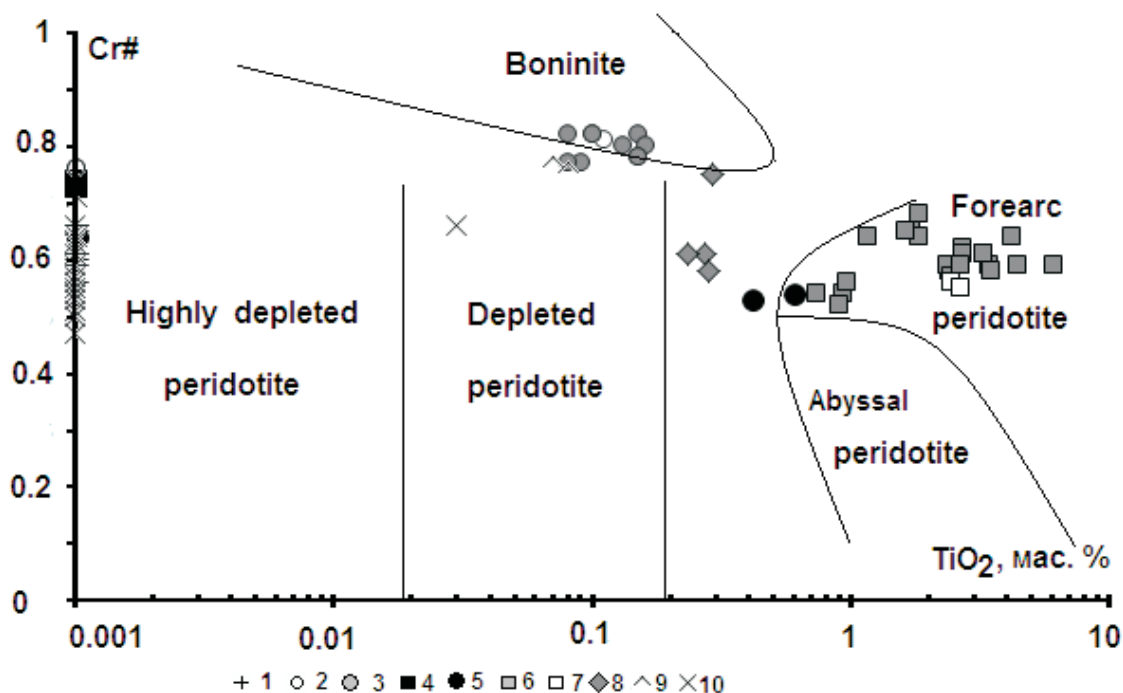 1
Cr#
Boninite
0.8
Forearc
0.6
Highly depleted
Depleted
peridotite
0.4
peridotite
peridotite
Abyssal
peridotite
0.2
TiO2, мас. %
0
0.001
0.01
0.1
1
10
1 2 3 4 5 6 7 8 9 10